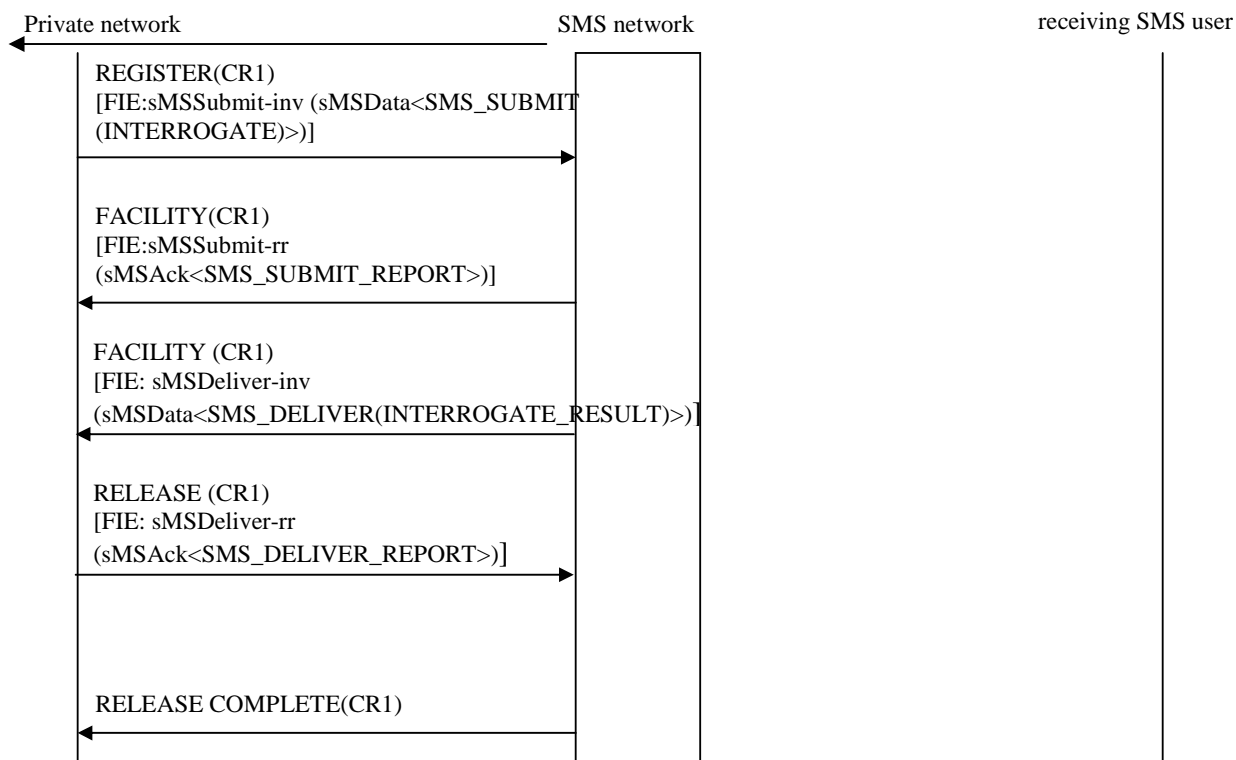 Private network
SMS network
receiving SMS user
REGISTER(CR1)
[FIE:sMSSubmit-inv (sMSData<SMS_SUBMIT
(INTERROGATE)>)]
FACILITY(CR1)
[FIE:sMSSubmit-rr
(sMSAck<SMS_SUBMIT_REPORT>)]
FACILITY (CR1)
[FIE: sMSDeliver-inv
(sMSData<SMS_DELIVER(INTERROGATE_RESULT)>)]
RELEASE (CR1)
[FIE: sMSDeliver-rr
(sMSAck<SMS_DELIVER_REPORT>)]
RELEASE COMPLETE(CR1)